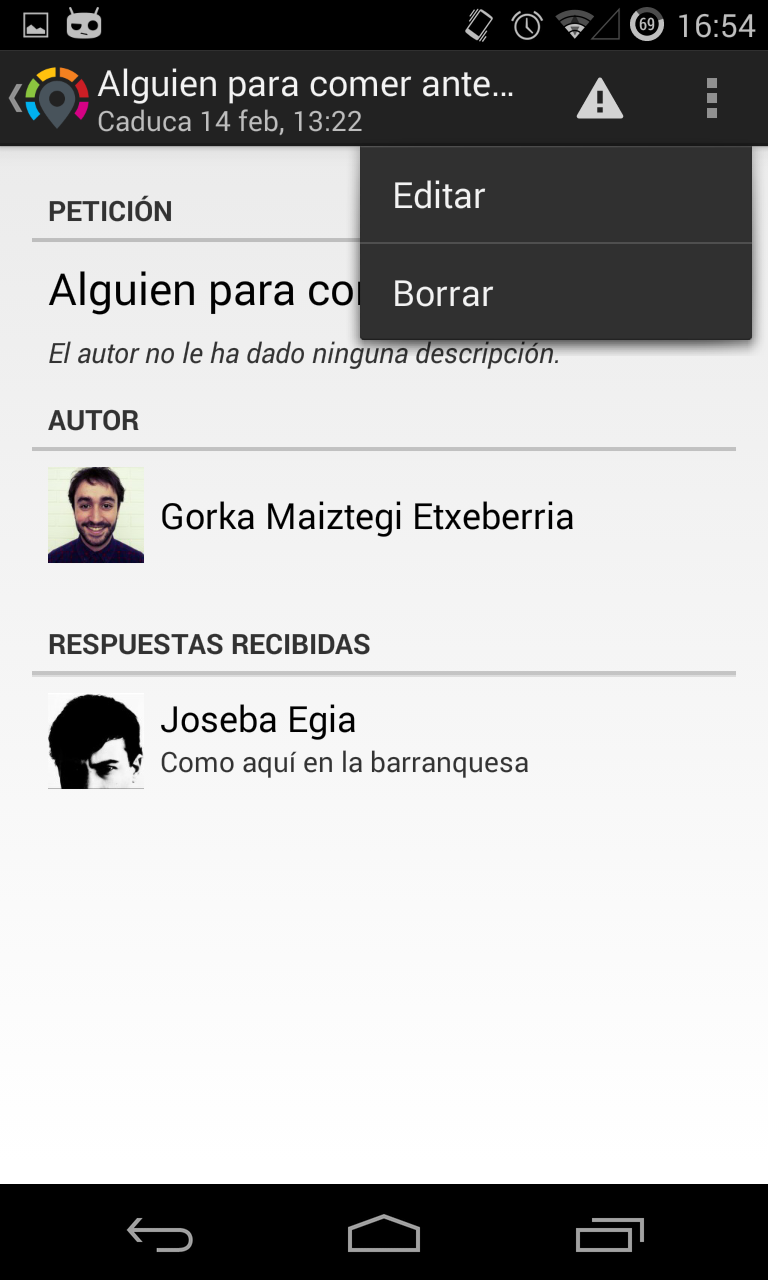 69 16:54
Alguien para comer ante...
Caduca 14 feb, 13:22
Editar
Borrar
PETICIÓN
Alguien para co
El autor no le ha dado ninguna descripción.
AUTOR
Gorka Maiztegi Etxeberria
RESPUESTAS RECIBIDAS
Joseba Egia
Como aquí en la barranquesa